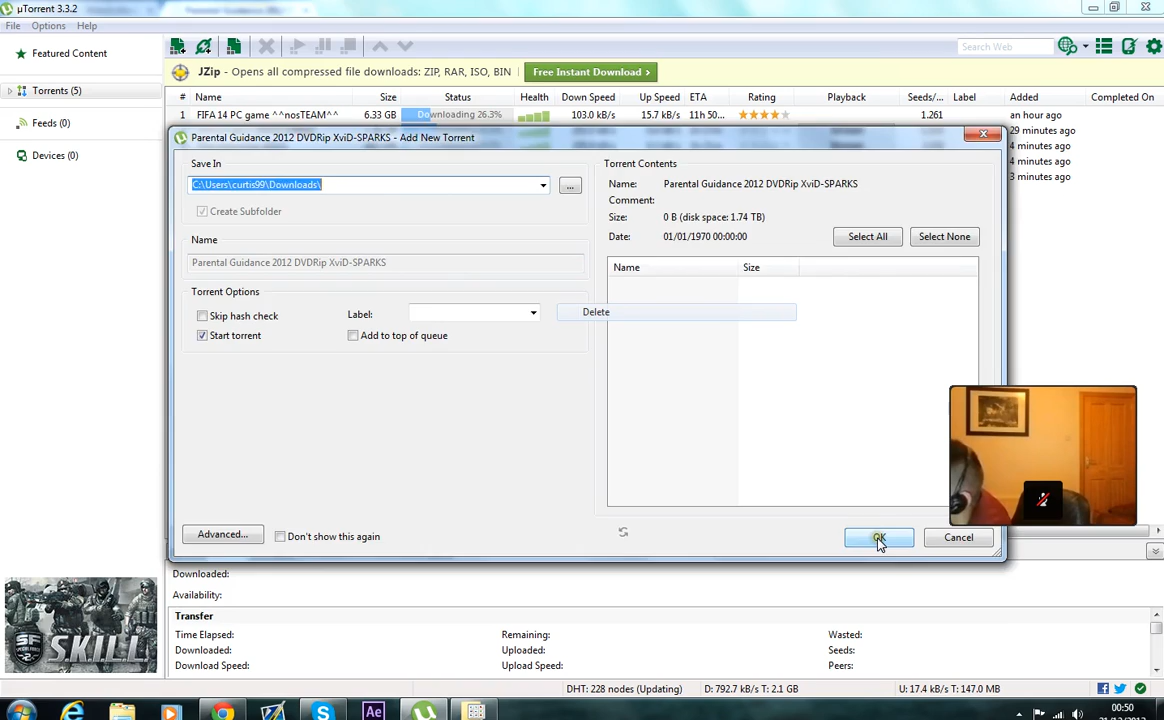 µTorrent 3.3.2
File Options Help
Featured Content
Search Web
JZip - Opens all compressed file downloads: ZIP, RAR, ISO, BIN
Free Instant Download >
Torrents (5)
# Name Size Status Health Down Speed Up Speed ETA Rating Playback Seeds/... Label Added Completed On
1 FIFA 14 PC game ^^nosTEAM^^ 6.33 GB Downloading 26.3% 103.0 kB/s 15.7 kB/s 11h 50... 1.261 an hour ago
Feeds (0)
29 minutes ago
4 minutes ago
Devices (0)
4 minutes ago
3 minutes ago
Parental Guidance 2012 DVDRip XviD-SPARKS - Add New Torrent
Save In
C:\Users\curtis99\Downloads\
...
Create Subfolder
Name
Parental Guidance 2012 DVDRip XviD-SPARKS
Torrent Options
Skip hash check
Label:
Start torrent
Add to top of queue
Torrent Contents
Name: Parental Guidance 2012 DVDRip XviD-SPARKS
Comment:
Size: 0 B (disk space: 1.74 TB)
Date: 01/01/1970 00:00:00
Select All
Select None
Name Size
Delete
Advanced...
Don't show this again
OK
Cancel
Downloaded:
Availability:
Transfer
Time Elapsed: Remaining: Wasted:
Downloaded: Uploaded: Seeds:
Download Speed: Upload Speed: Peers:
SF
SPECIAL FORCE
2
S.K.I.L.L.
DHT: 228 nodes (Updating) D: 792.7 kB/s T: 2.1 GB U: 17.4 kB/s T: 147.0 MB
Ae
00:50